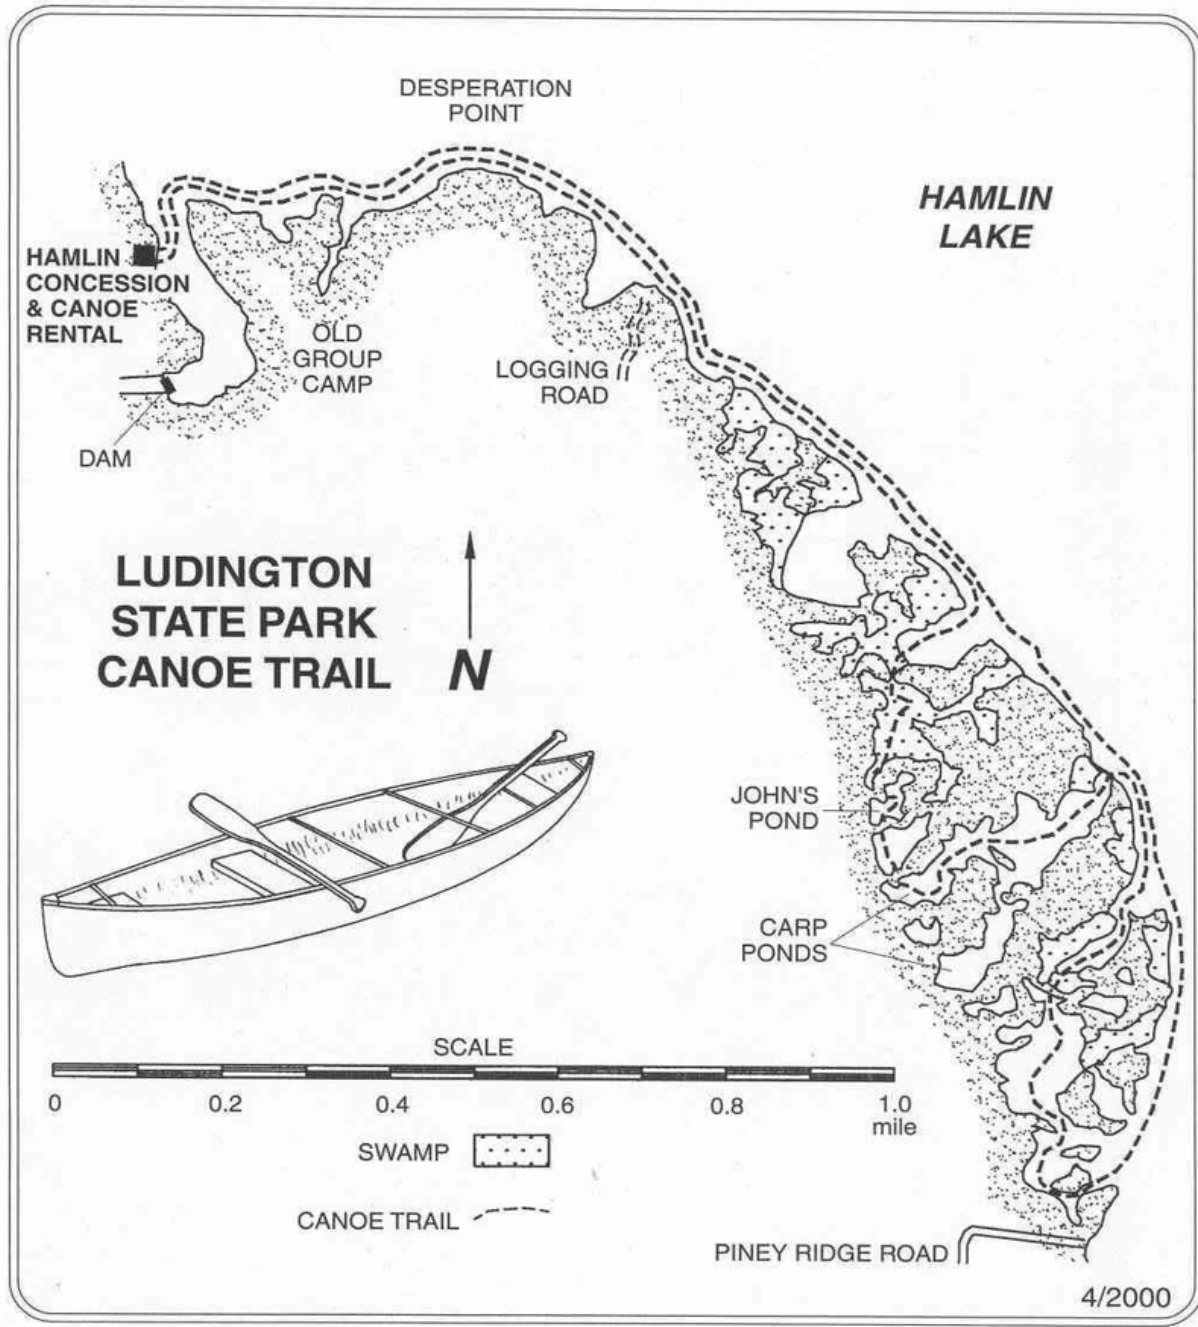 DESPERATION
POINT
HAMLIN
LAKE
HAMLIN
CONCESSION
& CANOE
RENTAL
OLD
GROUP
CAMP
LOGGING
ROAD
DAM
LUDINGTON
STATE PARK
CANOE TRAIL
N
JOHN'S
POND
CARP
PONDS
SCALE
0 0.2 0.4 0.6 0.8 1.0
mile
SWAMP
CANOE TRAIL
PINEY RIDGE ROAD
4/2000